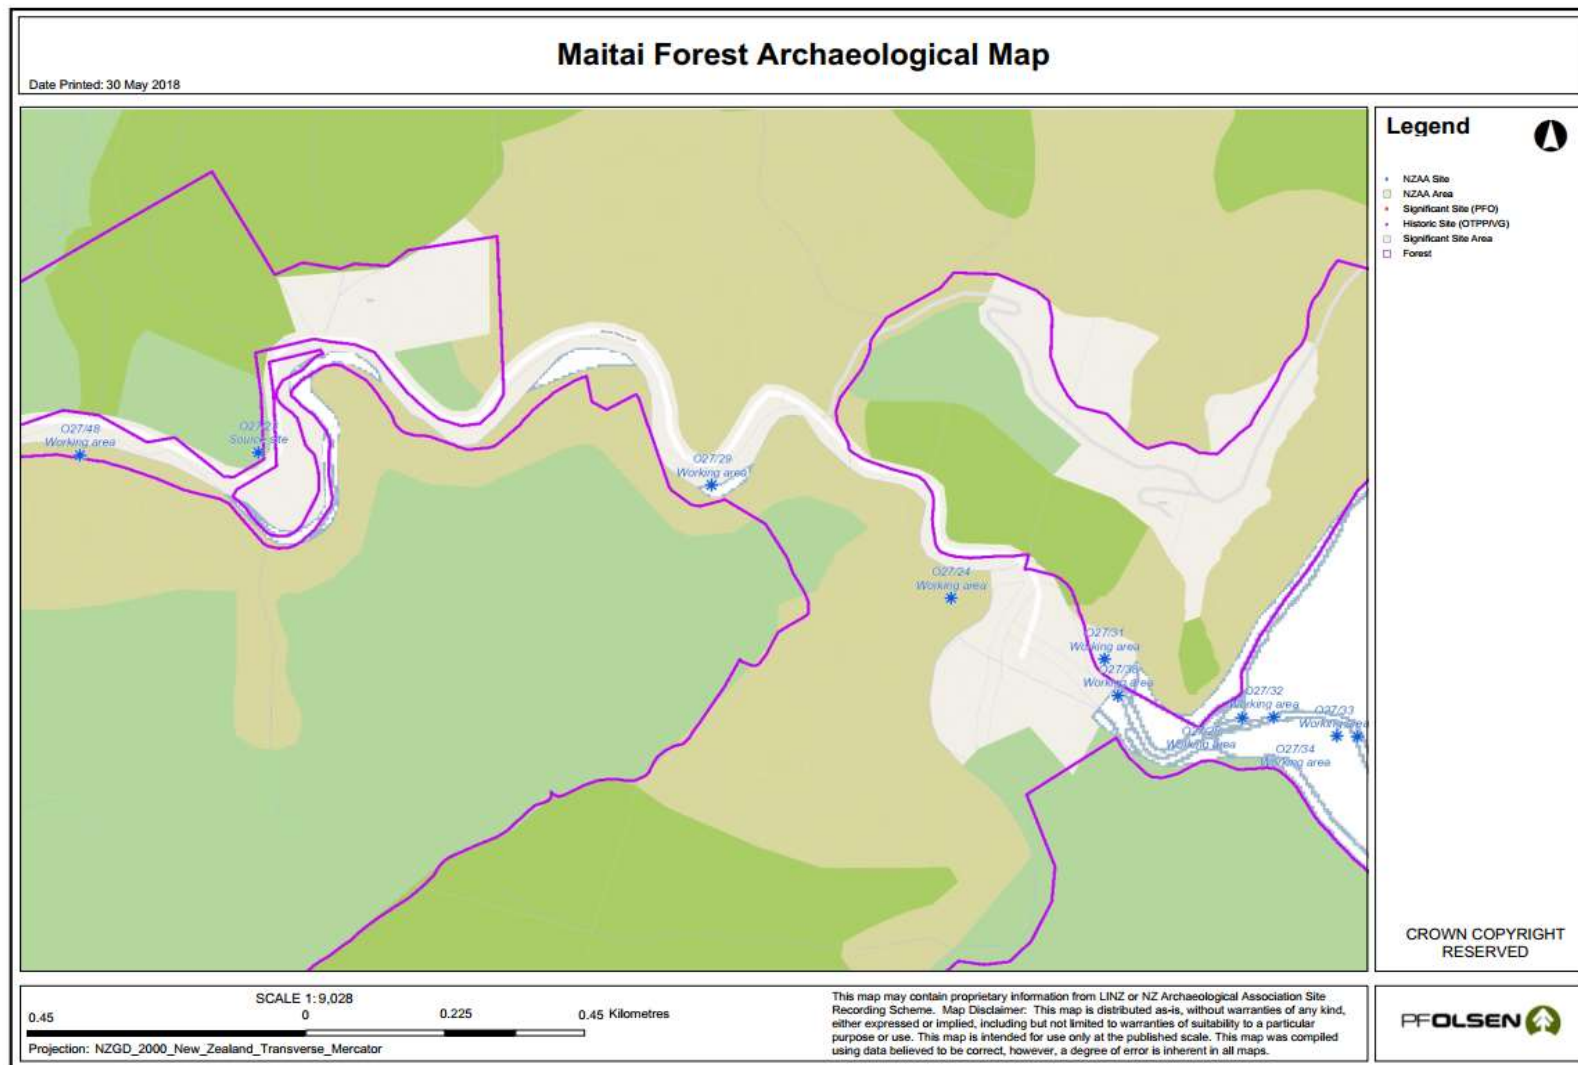 Maitai Forest Archaeological Map
Date Printed: 30 May 2018
Legend
NZAA Site
NZAA Area
Significant Site (PFO)
Historic Site (OTPP/VG)
Significant Site Area
Forest
O27/48
Working area
Source site
O27/29
Working area
O27/24
Working area
O27/31
Working area
Working area
O27/32
Working area
O27/33
Working area
Working area
O27/34
Working area
CROWN COPYRIGHT
RESERVED
SCALE 1: 9,028
0.45 0 0.225 0.45 Kilometres
Projection: NZGD_2000_New_Zealand_Transverse_Mercator
This map may contain proprietary information from LINZ or NZ Archaeological Association Site
Recording Scheme. Map Disclaimer: This map is distributed as-is, without warranties of any kind,
either expressed or implied, including but not limited to warranties of suitability to a particular
purpose or use. This map is intended for use only at the published scale. This map was compiled
using data believed to be correct, however, a degree of error is inherent in all maps.
PF OLSEN